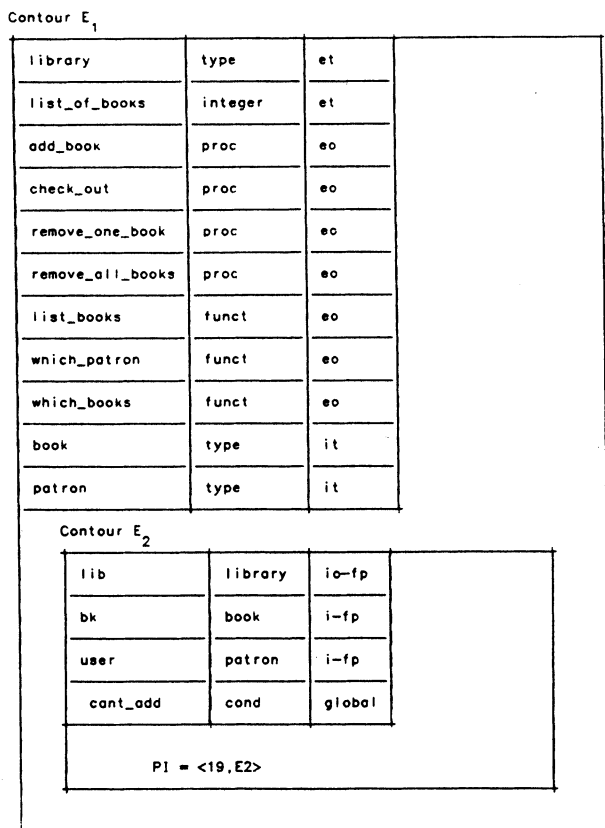 Contour E1
library type et
list_of_books integer et
add_book proc eo
check_out proc eo
remove_one_book proc eo
remove_all_books proc eo
list_books funct eo
wnich_patron funct eo
which_books funct eo
book type it
patron type it
Contour E2
lib library io-fp
bk book i-fp
user patron i-fp
cant_add cond global
PI = <19,E2>